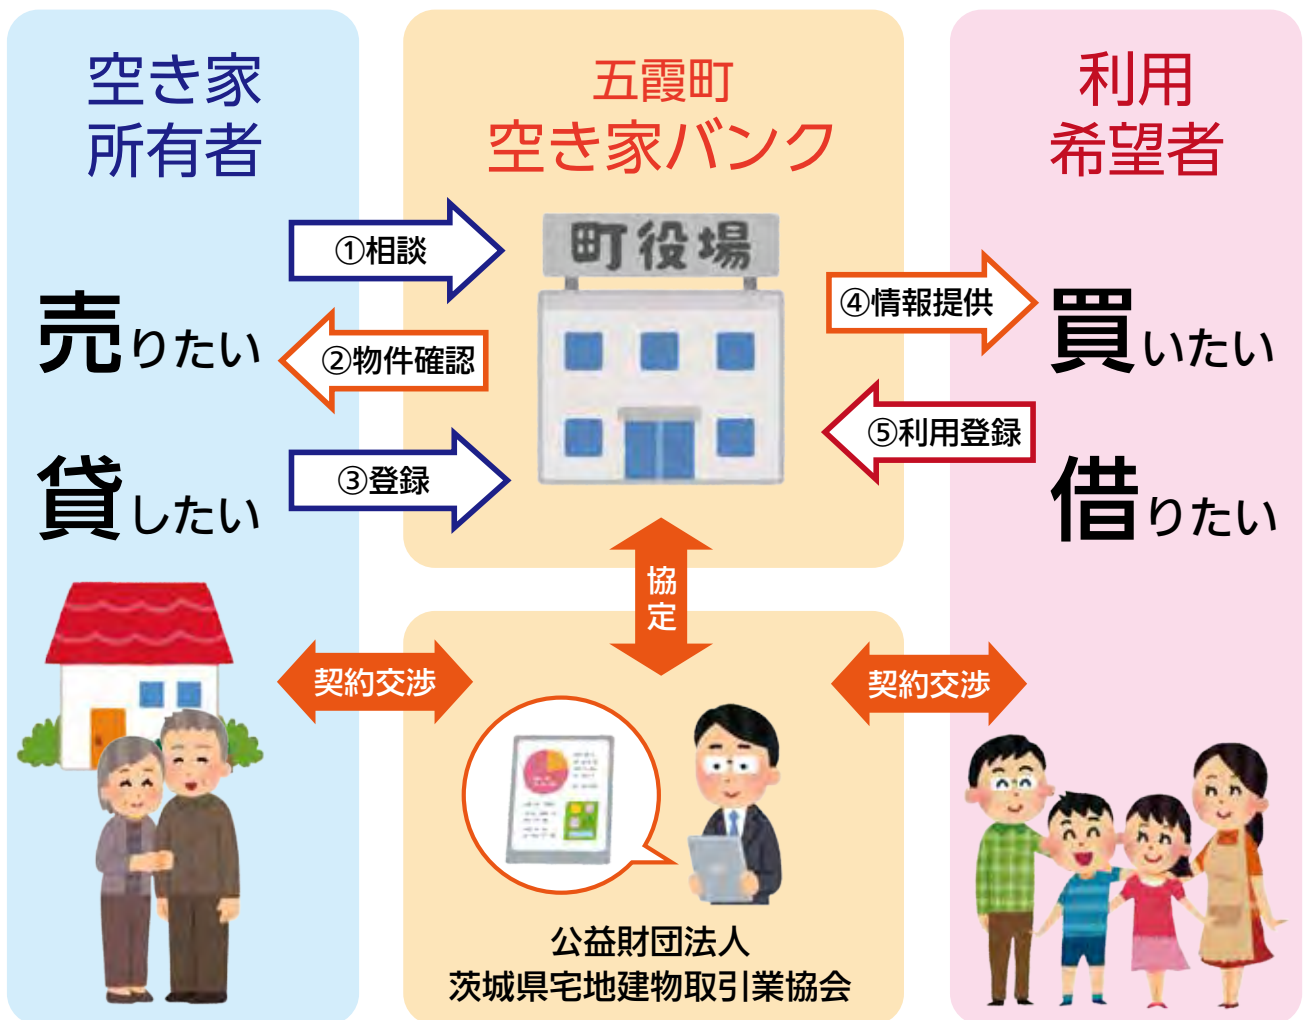 空き家
所有者
売りたい
貸したい
五霞町
空き家バンク
町役場
①相談
②物件確認
③登録
④情報提供
⑤利用登録
利用
希望者
買いたい
借りたい
協定
契約交渉
契約交渉
公益財団法人
茨城県宅地建物取引業協会